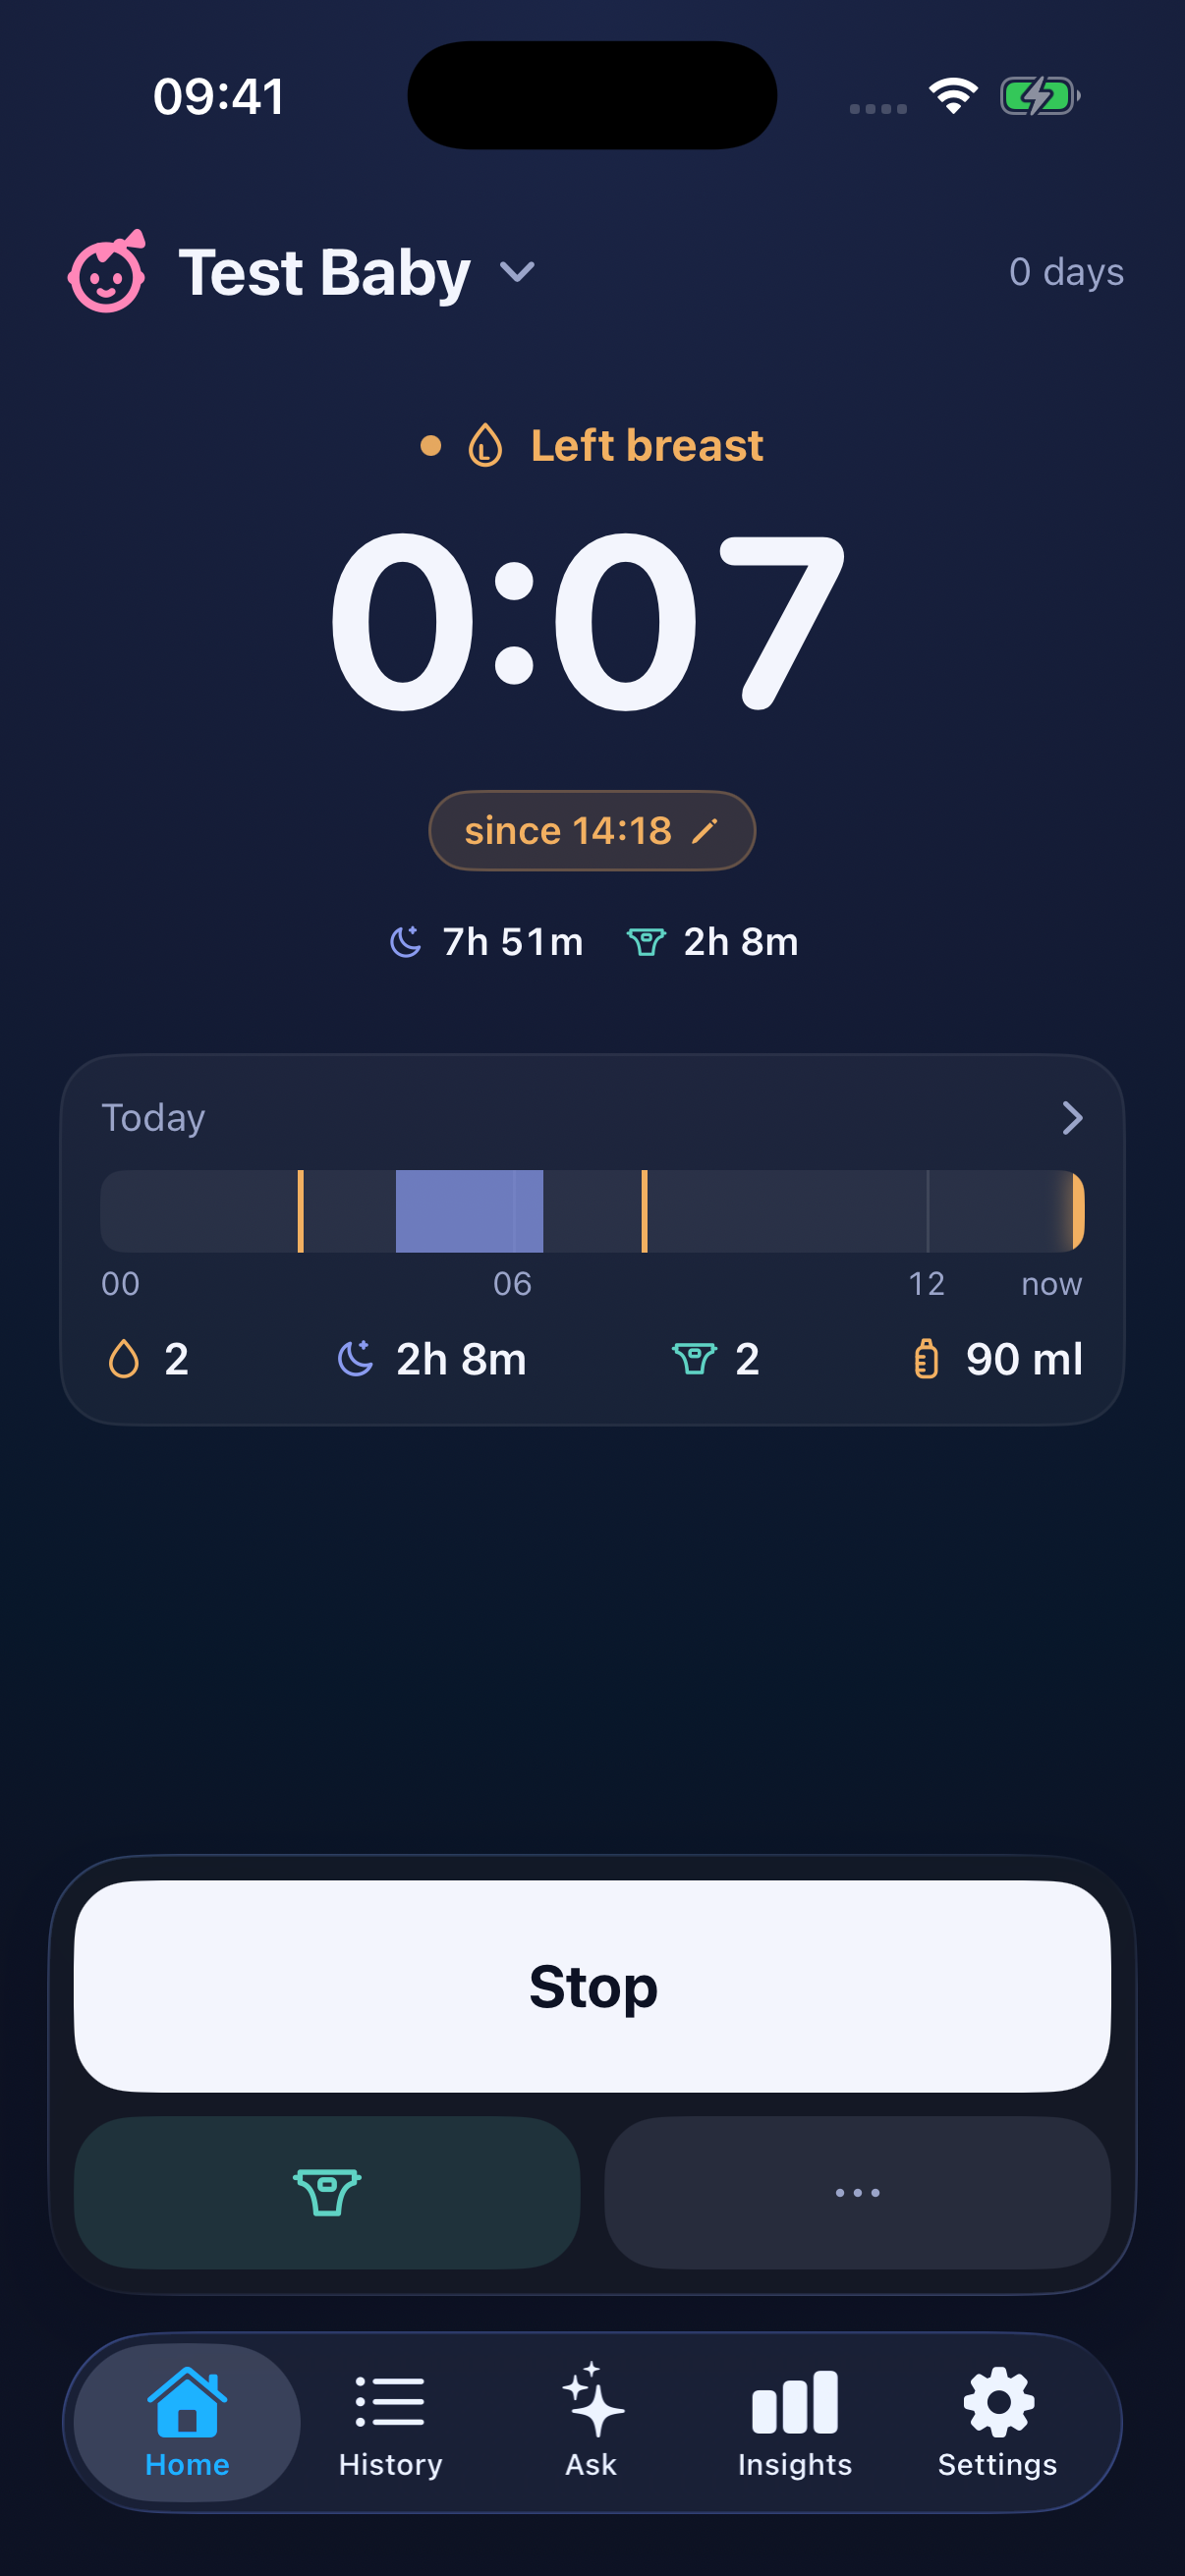 09:41
Test Baby
0 days
L Left breast
0:07
since 14:18
7h 51m 2h 8m
Today
00 06 12 now
2 2h 8m 2 90 ml
Stop
Home History Ask Insights Settings